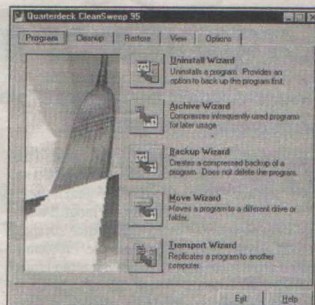 Quarterdeck CleanSweep 95
Program Cleanup Restore View Options
Uninstall Wizard
Uninstalls a program. Provides an
option to back up the program first.
Archive Wizard
Compresses infrequently used programs
for later usage
Backup Wizard
Creates a compressed backup of a
program. Does not delete the program.
Move Wizard
Moves a program to a different drive or
folder.
Transport Wizard
Replicates a program to another
computer.
Exit Help